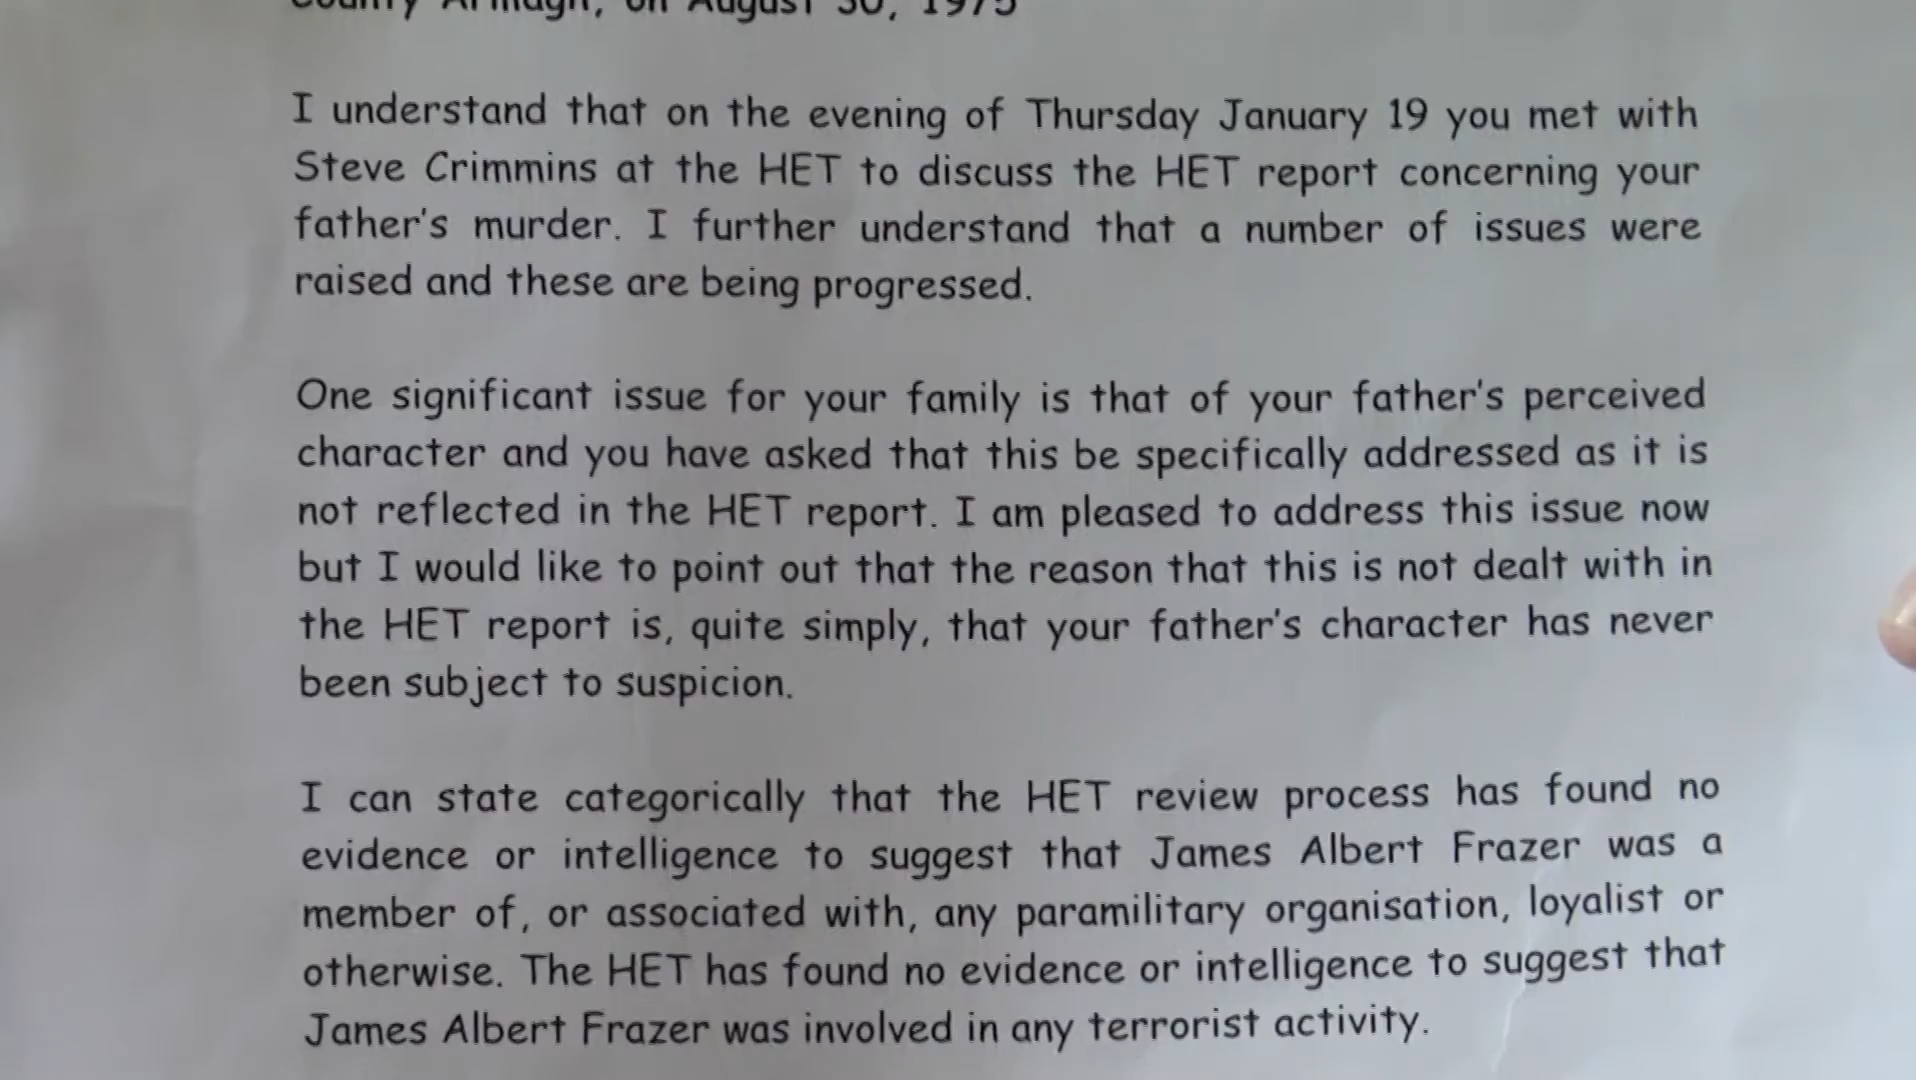 County Armagh, on August 30, 1975
I understand that on the evening of Thursday January 19 you met with
Steve Crimmins at the HET to discuss the HET report concerning your
father's murder. I further understand that a number of issues were
raised and these are being progressed.
One significant issue for your family is that of your father's perceived
character and you have asked that this be specifically addressed as it is
not reflected in the HET report. I am pleased to address this issue now
but I would like to point out that the reason that this is not dealt with in
the HET report is, quite simply, that your father's character has never
been subject to suspicion.
I can state categorically that the HET review process has found no
evidence or intelligence to suggest that James Albert Frazer was a
member of, or associated with, any paramilitary organisation, loyalist or
otherwise. The HET has found no evidence or intelligence to suggest that
James Albert Frazer was involved in any terrorist activity.